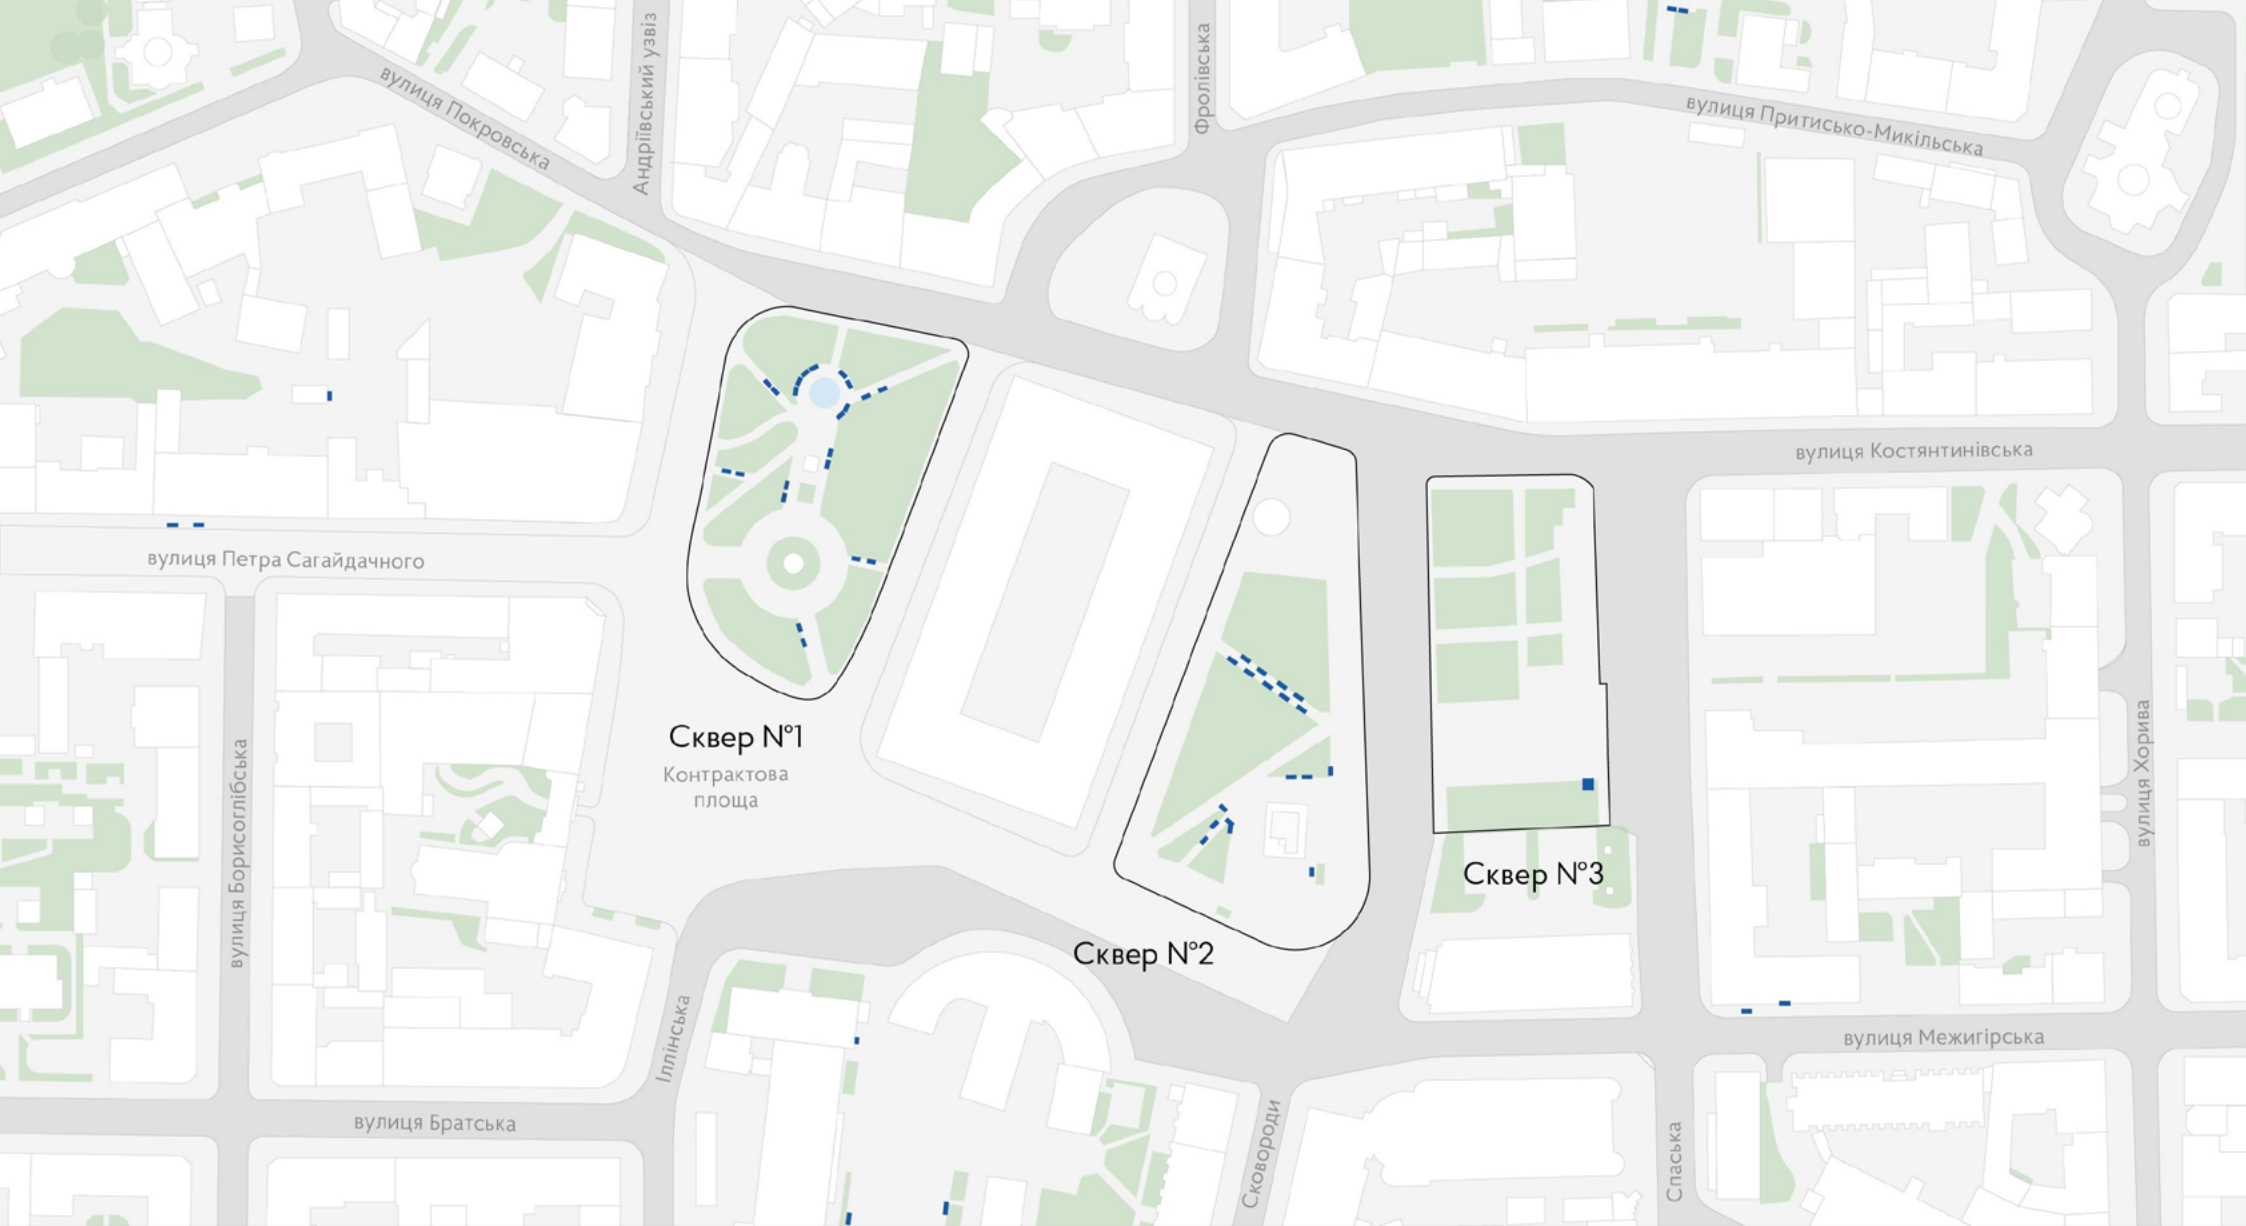 Андріївський узвіз
Фролівська
вулиця Покровська
вулиця Притисько-Микільська
вулиця Костянтинівська
вулиця Петра Сагайдачного
Сквер №1
Контрактова
площа
вулиця Борисоглібська
вулиця Хорива
Сквер №3
Сквер №2
Іллінська
вулиця Межигірська
вулиця Братська
Сковороди
Спаська